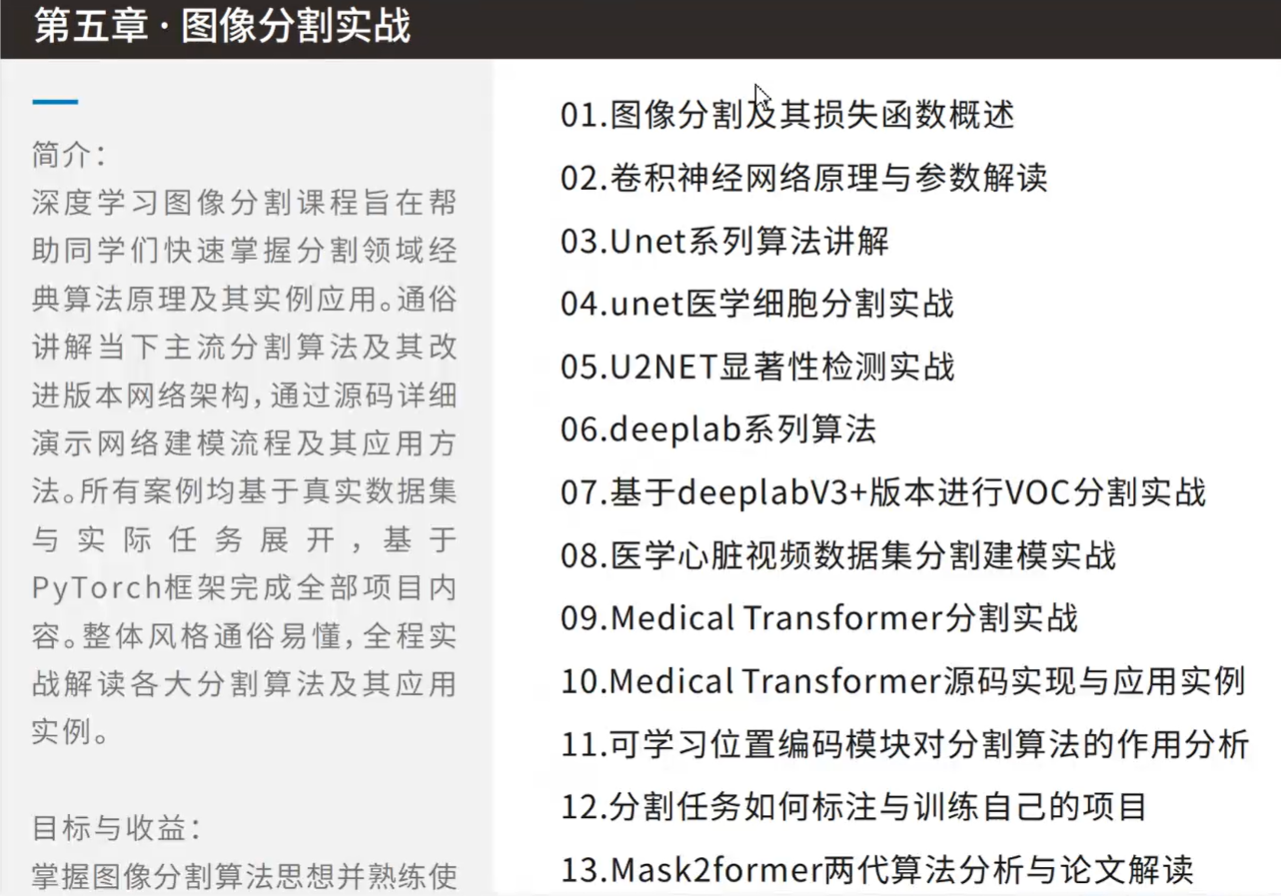 第五章 · 图像分割实战
简介：
深度学习图像分割课程旨在帮
助同学们快速掌握分割领域经
典算法原理及其实例应用。通俗
讲解当下主流分割算法及其改
进版本网络架构，通过源码详细
演示网络建模流程及其应用方
法。所有案例均基于真实数据集
与实际任务展开，基于
PyTorch框架完成全部项目内
容。整体风格通俗易懂，全程实
战解读各大分割算法及其应用
实例。
目标与收益：
掌握图像分割算法思想并熟练使
01.图像分割及其损失函数概述
02.卷积神经网络原理与参数解读
03.Unet系列算法讲解
04.unet医学细胞分割实战
05.U2NET显著性检测实战
06.deeplab系列算法
07.基于deeplabV3+版本进行VOC分割实战
08.医学心脏视频数据集分割建模实战
09.Medical Transformer分割实战
10.Medical Transformer源码实现与应用实例
11.可学习位置编码模块对分割算法的作用分析
12.分割任务如何标注与训练自己的项目
13.Mask2former两代算法分析与论文解读